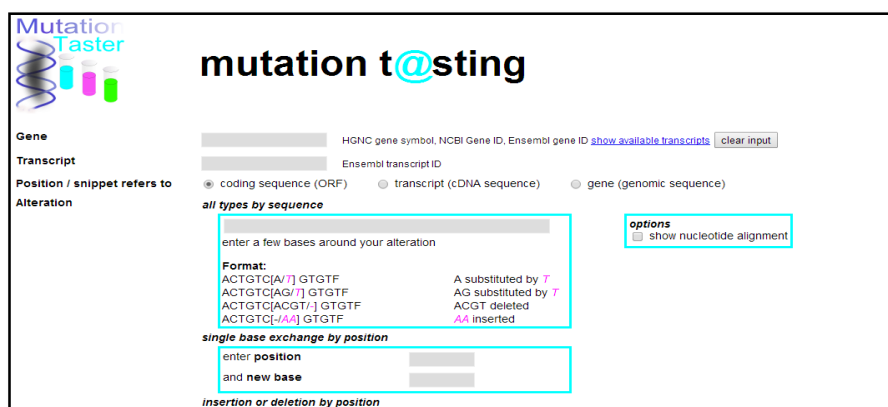 Mutation
Taster
mutation t@sting
Gene
HGNC gene symbol, NCBI Gene ID, Ensembl gene ID show available transcripts clear input
Transcript
Ensembl transcript ID
Position / snippet refers to coding sequence (ORF) transcript (cDNA sequence) gene (genomic sequence)
Alteration
all types by sequence
options
show nucleotide alignment
enter a few bases around your alteration
Format:
ACTGTC[A/T] GTGTF A substituted by T
ACTGTC[AG/T] GTGTF AG substituted by T
ACTGTC[ACGT/-] GTGTF ACGT deleted
ACTGTC[-/AA] GTGTF AA inserted
single base exchange by position
enter position
and new base
insertion or deletion by position